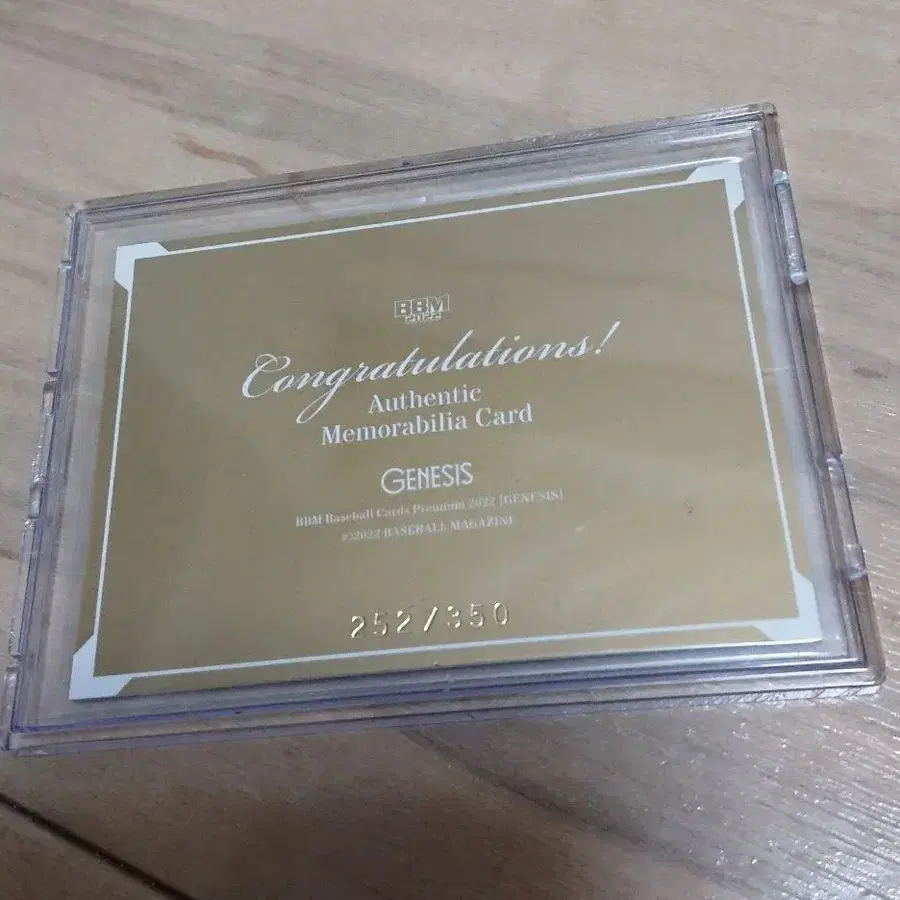 BBM
2022
Congratulations!
Authentic
Memorabilia Card
GENESIS
BBM Baseball Cards Premium 2022 [GENESIS]
©2022 BASEBALL MAGAZINE
252/350